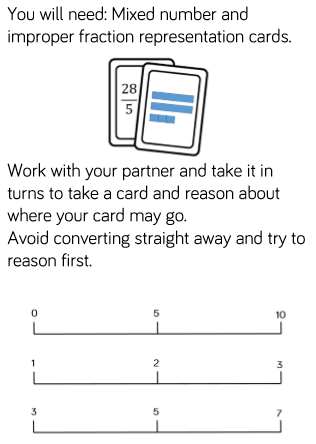 You will need: Mixed number and
improper fraction representation cards.
28
5
Work with your partner and take it in
turns to take a card and reason about
where your card may go.
Avoid converting straight away and try to
reason first.
0 5 10
1 2 3
3 5 7